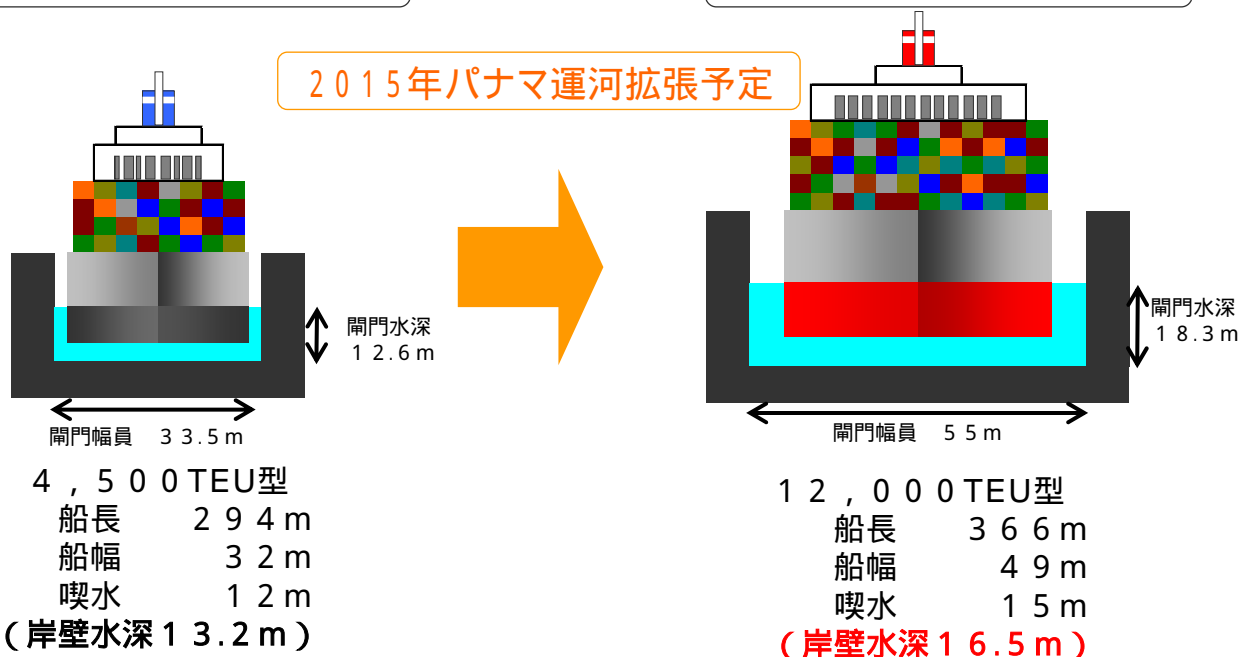 2015年パナマ運河拡張予定
閘門水深
12.6m
閘門幅員 33.5m
4,500TEU型
船長 294m
船幅 32m
喫水 12m
(岸壁水深13.2m)
閘門水深
18.3m
閘門幅員 55m
12,000TEU型
船長 366m
船幅 49m
喫水 15m
(岸壁水深16.5m)